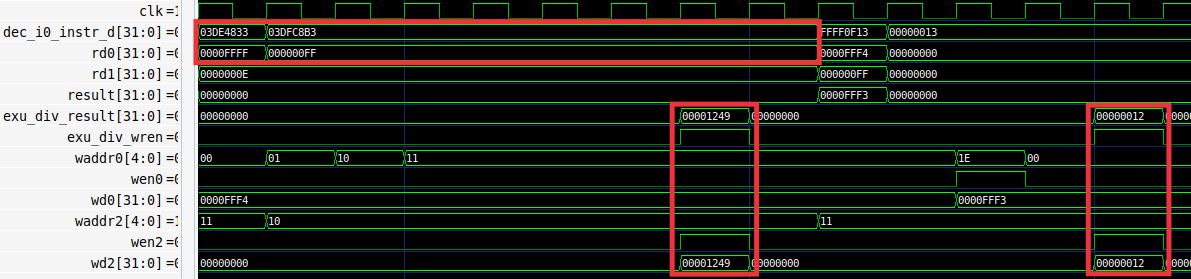 clk =1
dec_i0_instr_d[31:0] =0 03DE4833 03DFC8B3 FFFF0F13 00000013
rd0[31:0] =0 0000FFFF 000000FF 0000FFF4 00000000
rd1[31:0] =0 0000000E 000000FF 00000000
result[31:0] =0 00000000 0000FFF3 00000000
exu_div_result[31:0] =0 00000000 00001249 00000000 00000012 0000
exu_div_wren =0
waddr0[4:0] =0 00 01 10 11 1E 00
wen0 =0
wd0[31:0] =0 0000FFF4 0000FFF3
waddr2[4:0] =1 11 10 11
wen2 =0
wd2[31:0] =0 00000000 00001249 00000000 00000012 0000